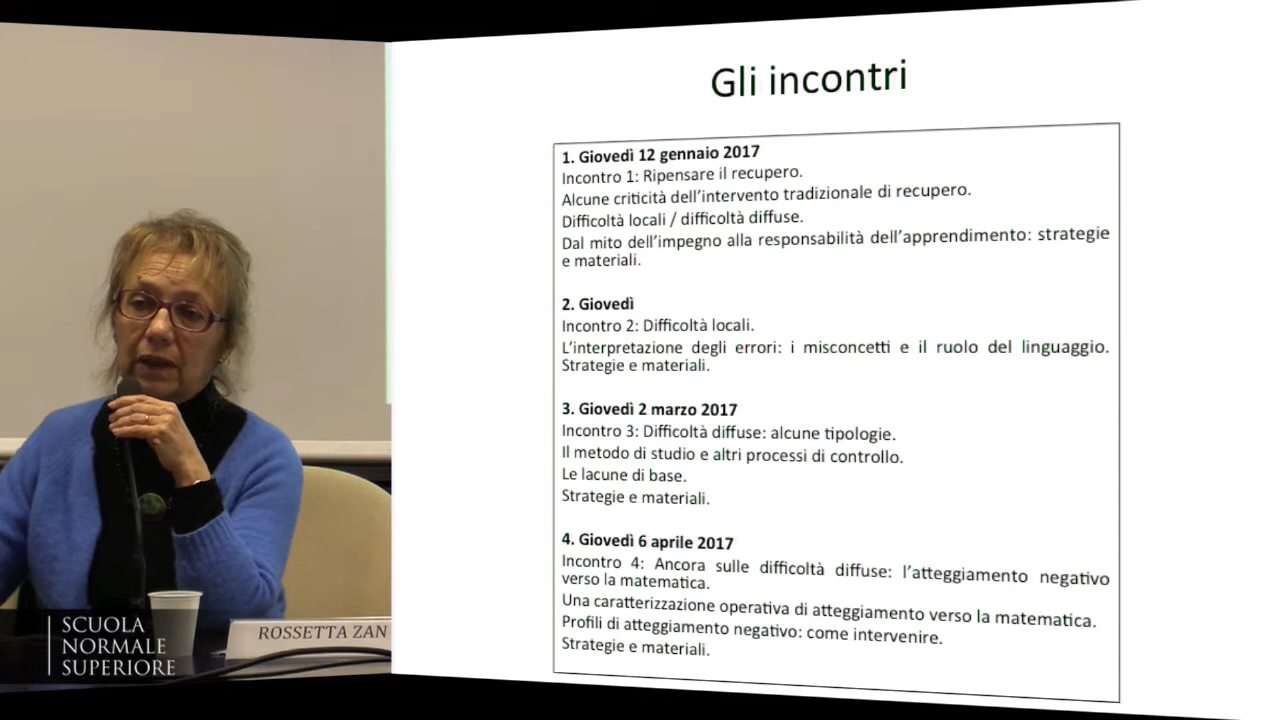 Gli incontri
1. Giovedì 12 gennaio 2017
Incontro 1: Ripensare il recupero.
Alcune criticità dell'intervento tradizionale di recupero.
Difficoltà locali / difficoltà diffuse.
Dal mito dell'impegno alla responsabilità dell'apprendimento: strategie
e materiali.
2. Giovedì
Incontro 2: Difficoltà locali.
L'interpretazione degli errori: i misconcetti e il ruolo del linguaggio.
Strategie e materiali.
3. Giovedì 2 marzo 2017
Incontro 3: Difficoltà diffuse: alcune tipologie.
Il metodo di studio e altri processi di controllo.
Le lacune di base.
Strategie e materiali.
4. Giovedì 6 aprile 2017
Incontro 4: Ancora sulle difficoltà diffuse: l'atteggiamento negativo
verso la matematica.
Una caratterizzazione operativa di atteggiamento verso la matematica.
Profili di atteggiamento negativo: come intervenire.
Strategie e materiali.
ROSSETTA ZAN
SCUOLA
NORMALE
SUPERIORE